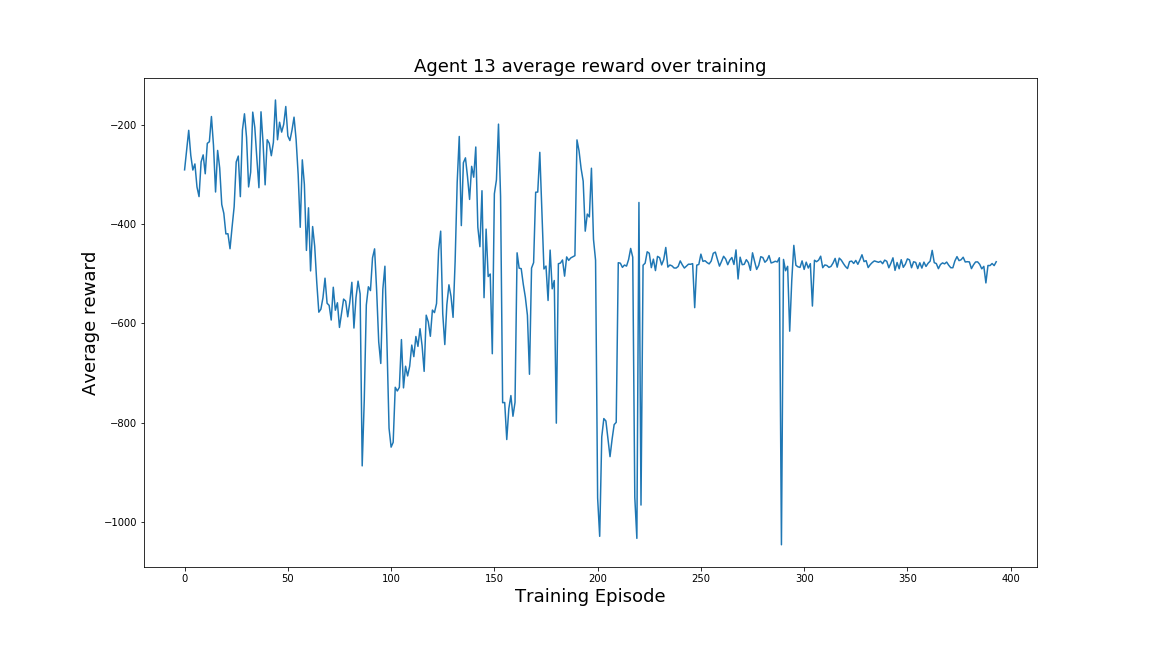 Agent 13 average reward over training
Average reward
−200
−400
−600
−800
−1000
0 50 100 150 200 250 300 350 400
Training Episode